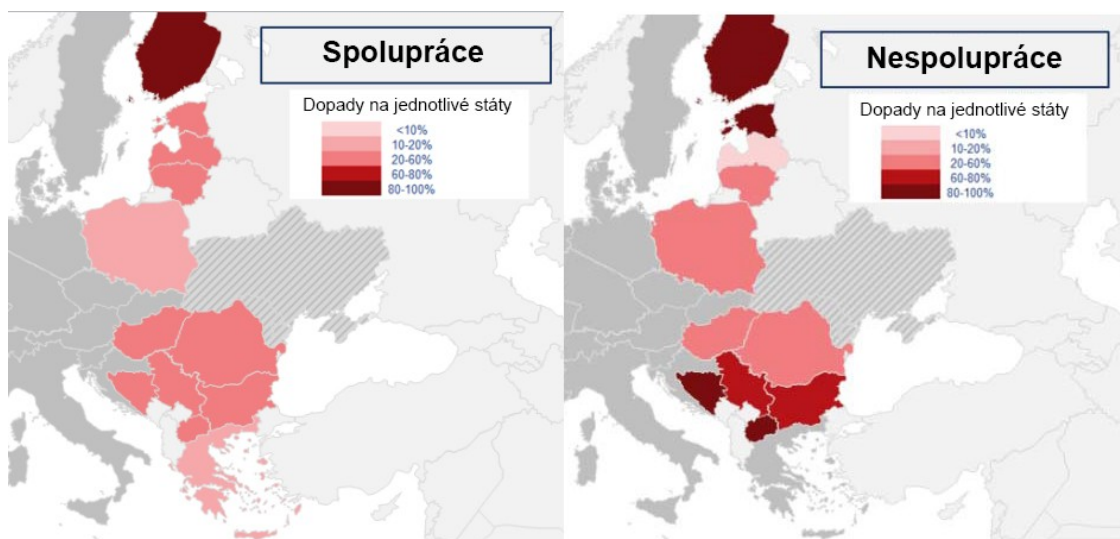 Spolupráce
Dopady na jednotlivé státy
<10%
10-20%
20-60%
60-80%
80-100%
Nespolupráce
Dopady na jednotlivé státy
<10%
10-20%
20-60%
60-80%
80-100%